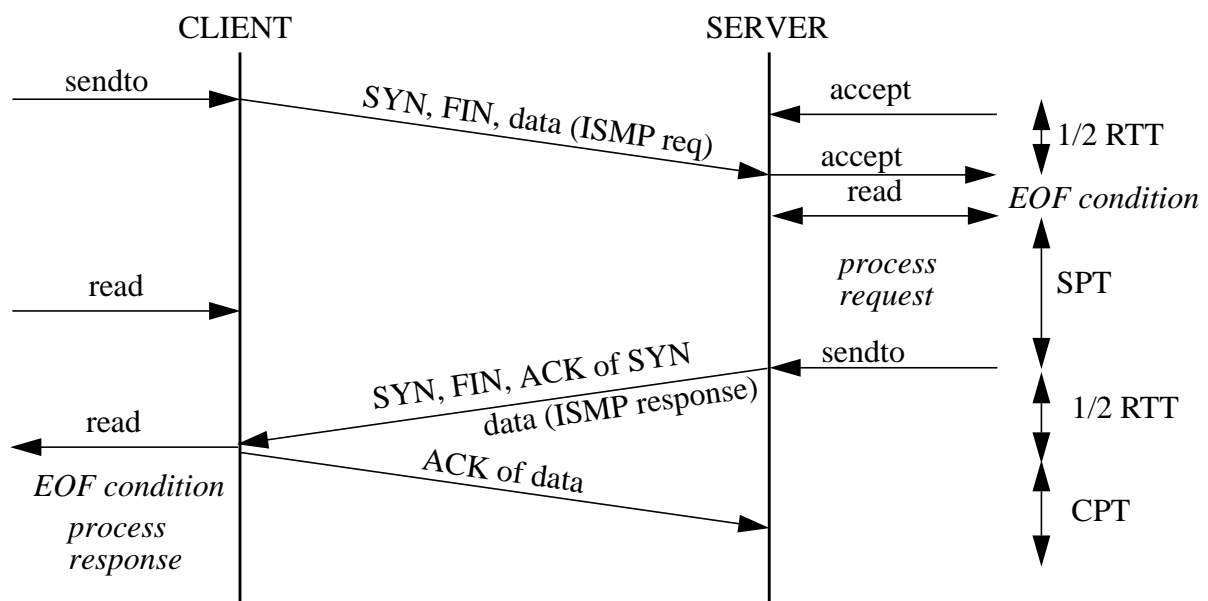 CLIENT
SERVER
sendto
SYN, FIN, data (ISMP req)
accept
1/2 RTT
accept
read
EOF condition
process
request
SPT
read
sendto
SYN, FIN, ACK of SYN
data (ISMP response)
1/2 RTT
read
ACK of data
EOF condition
process
response
CPT